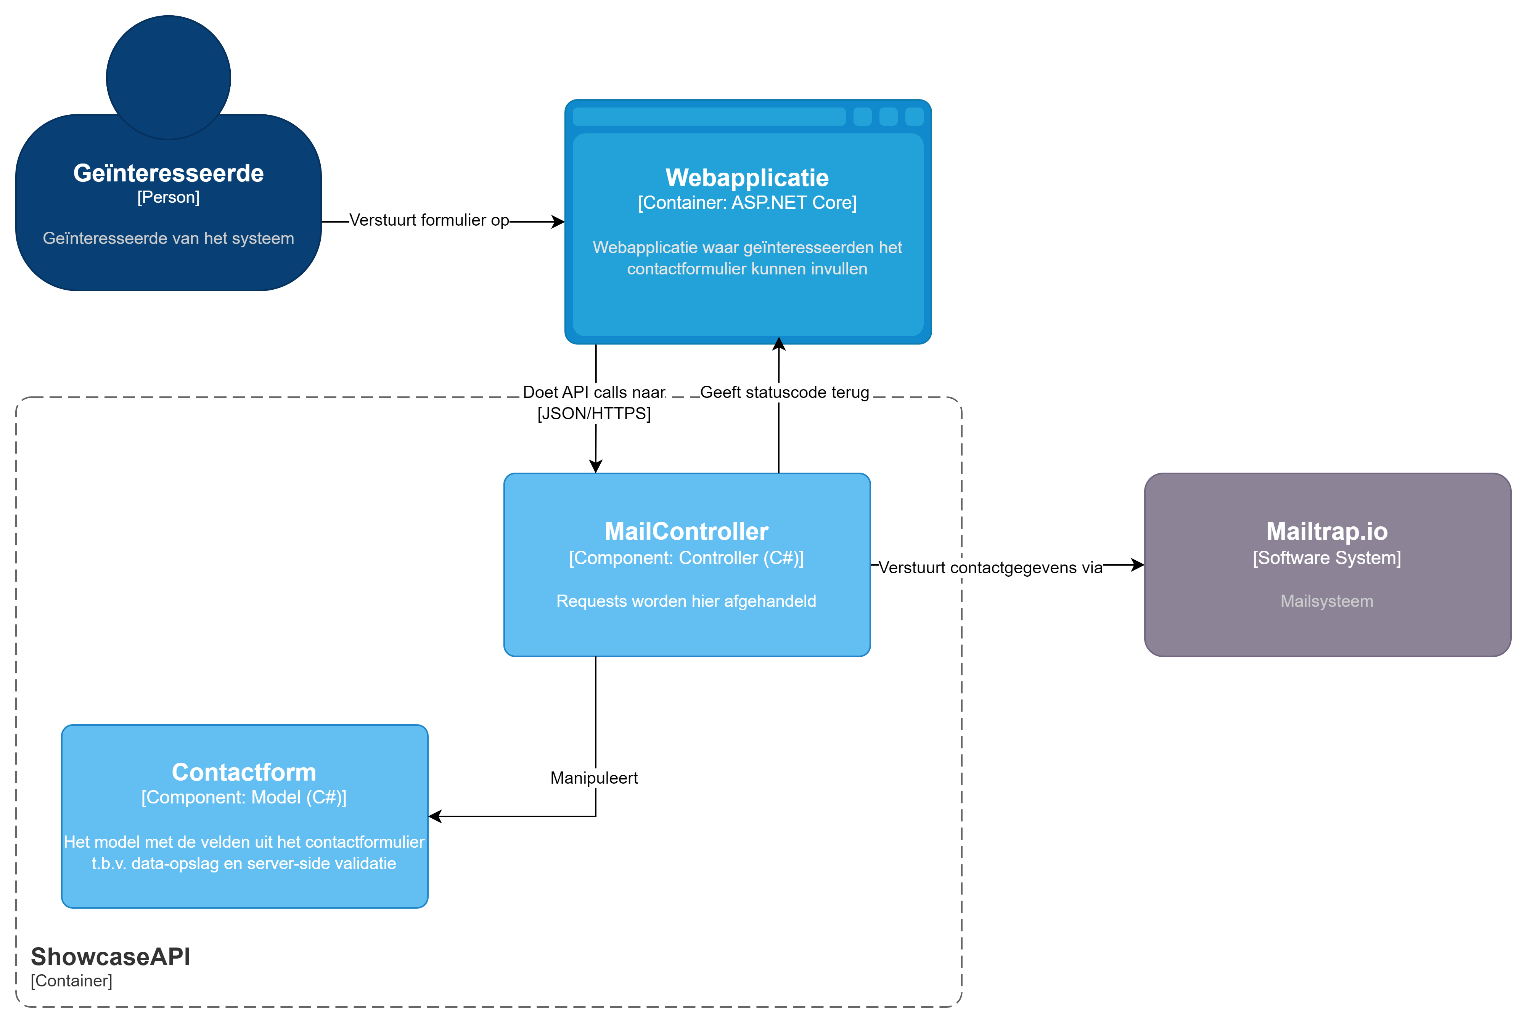 Geïnteresseerde
[Person]
Geïnteresseerde van het systeem
Verstuurt formulier op
Webapplicatie
[Container: ASP.NET Core]
Webapplicatie waar geïnteresseerden het
contactformulier kunnen invullen
Doet API calls naar
[JSON/HTTPS]
Geeft statuscode terug
MailController
[Component: Controller (C#)]
Requests worden hier afgehandeld
Verstuurt contactgegevens via
Mailtrap.io
[Software System]
Mailsysteem
Manipuleert
Contactform
[Component: Model (C#)]
Het model met de velden uit het contactformulier
t.b.v. data-opslag en server-side validatie
ShowcaseAPI
[Container]